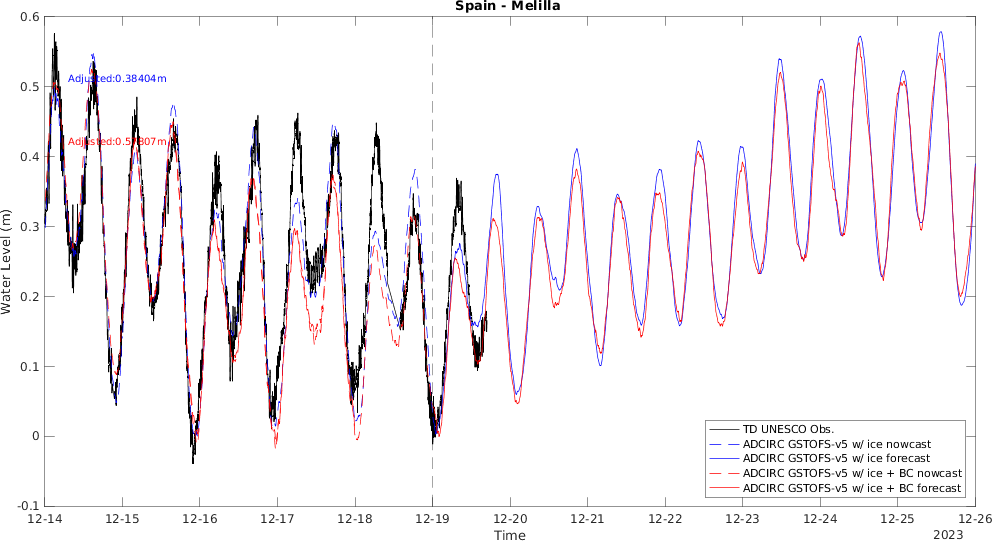 Spain - Melilla
0.6
0.5
0.4
0.3
0.2
0.1
0
-0.1
Water Level (m)
Adjusted:0.38404m
12-14
12-15
12-16
12-17
12-18
12-19
12-20
12-21
12-22
12-23
12-24
12-25
12-26
Time
2023
TD UNESCO Obs.
ADCIRC GSTOFS-v5 w/ ice nowcast
ADCIRC GSTOFS-v5 w/ ice forecast
ADCIRC GSTOFS-v5 w/ ice + BC nowcast
ADCIRC GSTOFS-v5 w/ ice + BC forecast